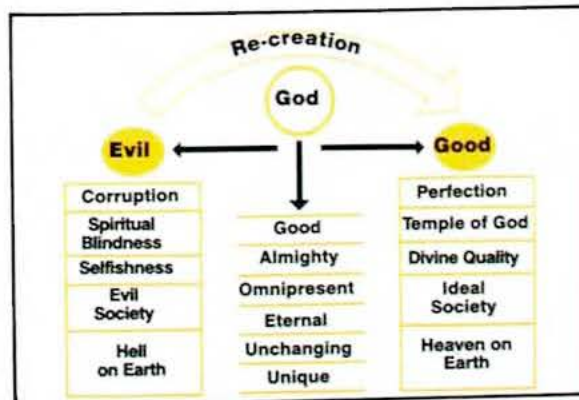 Re-creation
God
Evil
Good
Corruption
Spiritual
Blindness
Selfishness
Evil
Society
Hell
on Earth
Good
Almighty
Omnipresent
Eternal
Unchanging
Unique
Perfection
Temple of God
Divine Quality
Ideal
Society
Heaven on
Earth